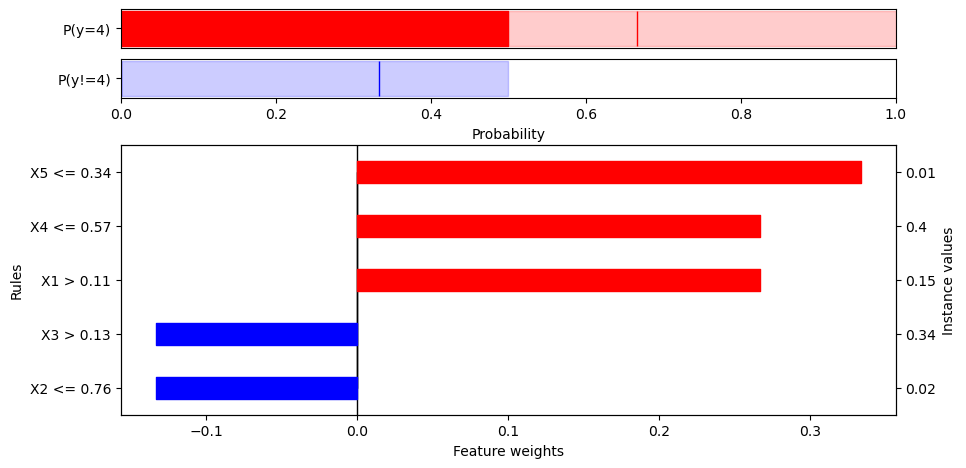 P(y=4)
P(y!=4)
0.0 0.2 0.4 0.6 0.8 1.0
Probability
X5 <= 0.34 0.01
X4 <= 0.57 0.4
X1 > 0.11 0.15
X3 > 0.13 0.34
X2 <= 0.76 0.02
Rules
Instance values
−0.1 0.0 0.1 0.2 0.3
Feature weights